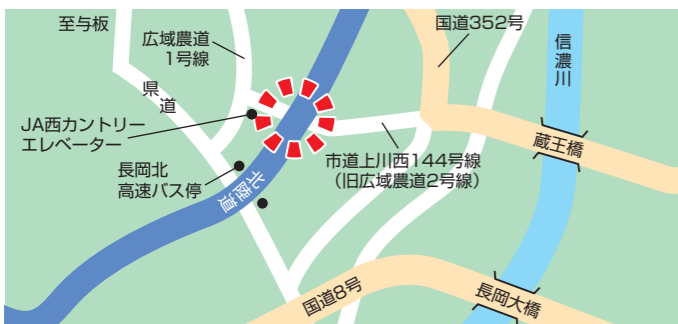 至与板
広域農道
1号線
国道352号
信濃川
県道
JA西カントリー
エレベーター
蔵王橋
市道上川西144号線
(旧広域農道2号線)
長岡北
高速バス停
北陸道
国道8号
長岡大橋